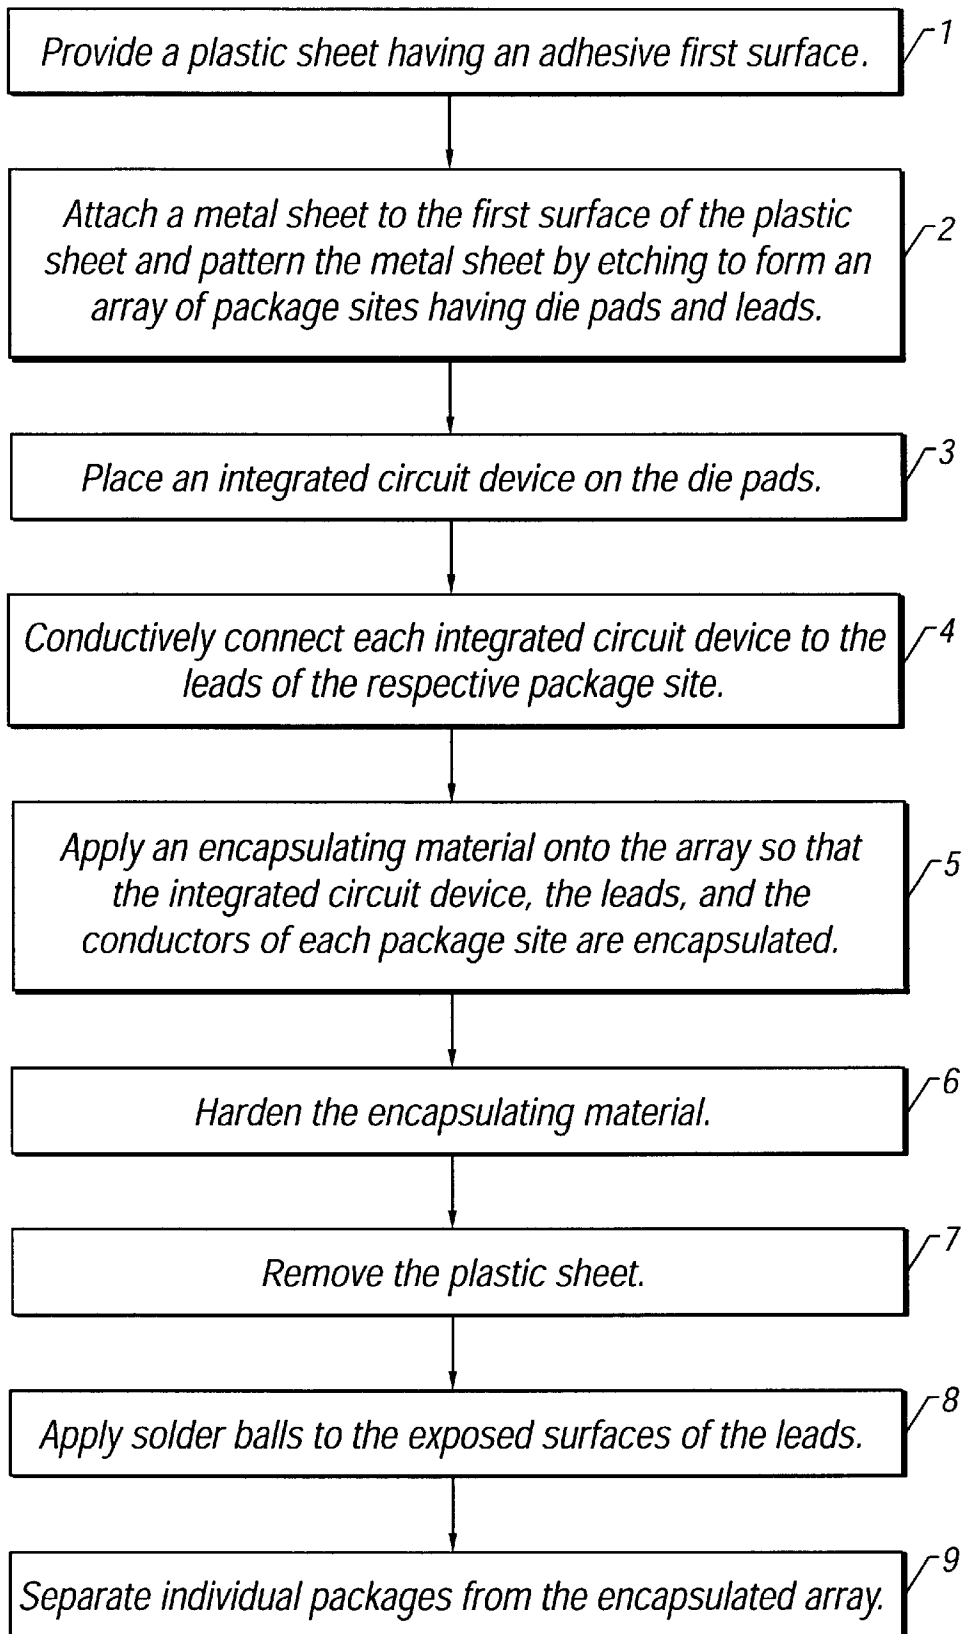 Provide a plastic sheet having an adhesive first surface.
1
Attach a metal sheet to the first surface of the plastic
sheet and pattern the metal sheet by etching to form an
array of package sites having die pads and leads.
2
Place an integrated circuit device on the die pads.
3
Conductively connect each integrated circuit device to the
leads of the respective package site.
4
Apply an encapsulating material onto the array so that
the integrated circuit device, the leads, and the
conductors of each package site are encapsulated.
5
Harden the encapsulating material.
6
Remove the plastic sheet.
7
Apply solder balls to the exposed surfaces of the leads.
8
Separate individual packages from the encapsulated array.
9